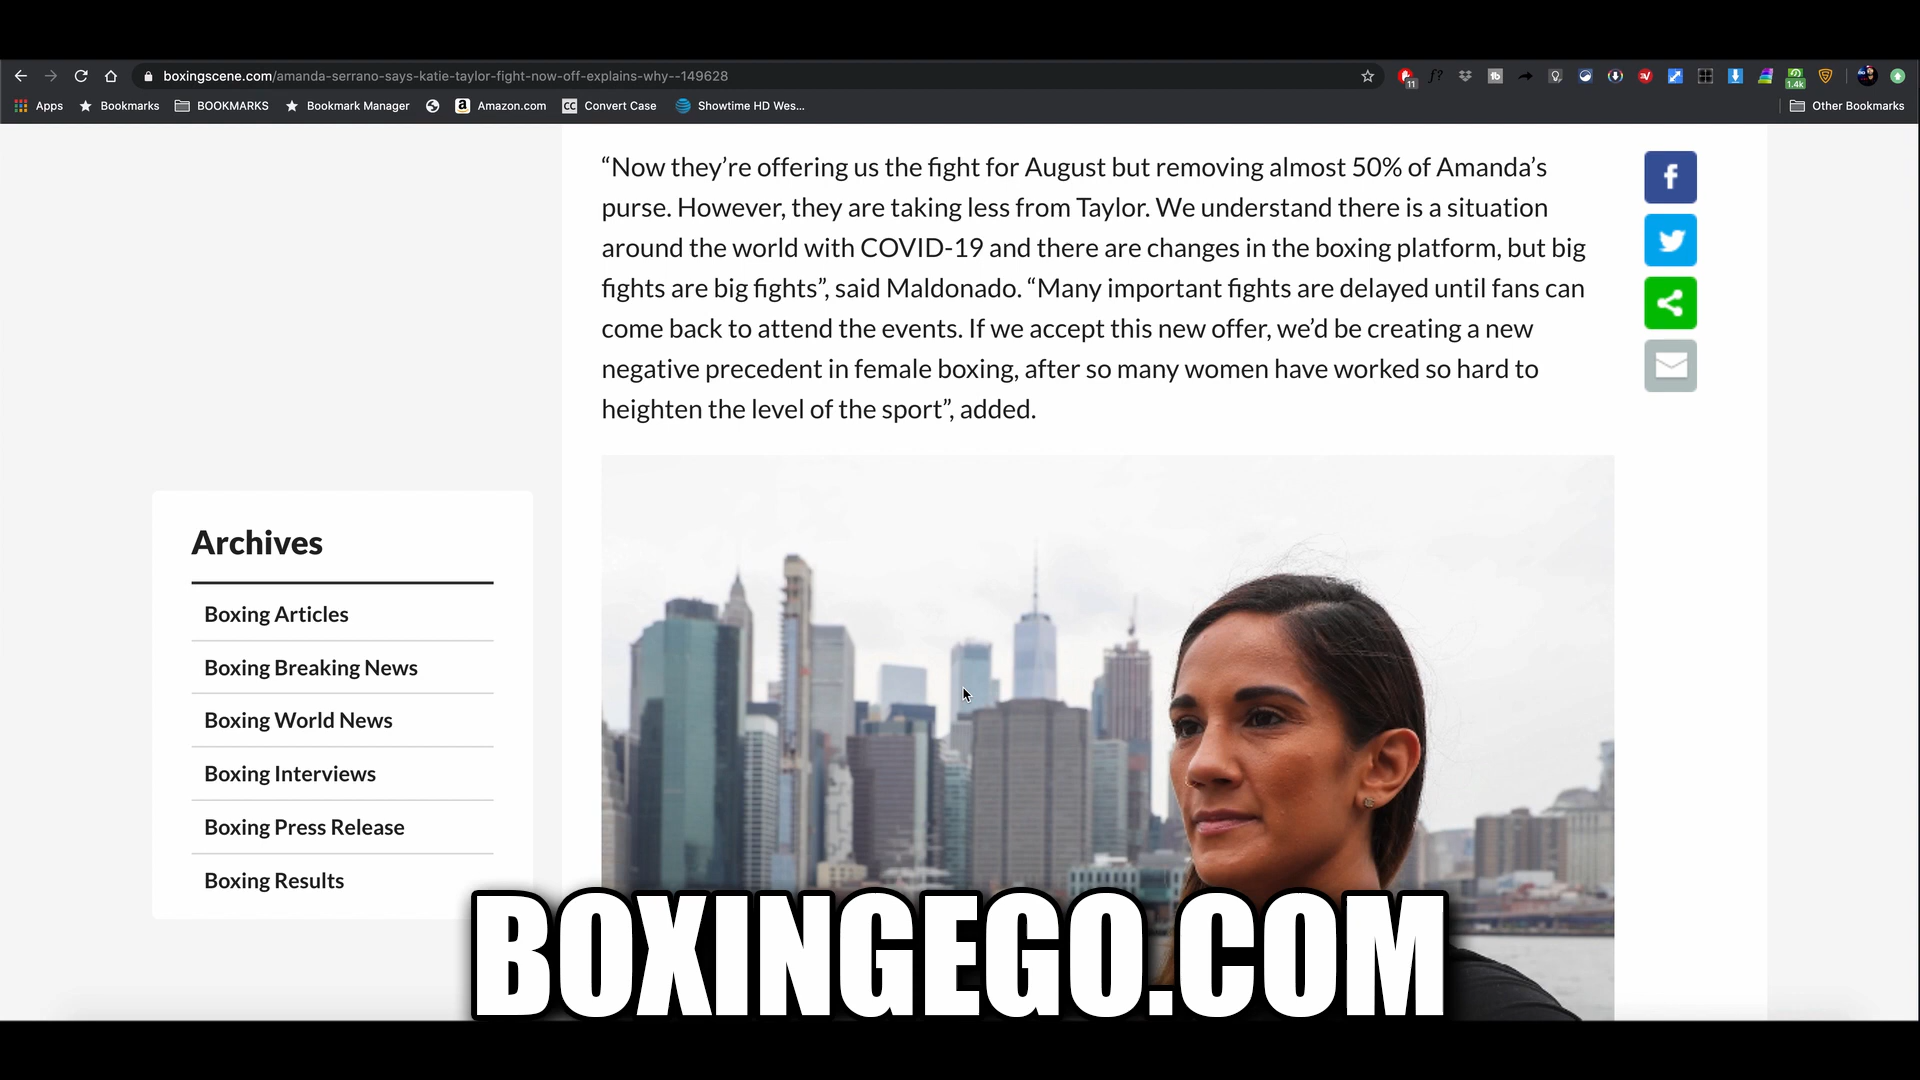 boxingscene.com/amanda-serrano-says-katie-taylor-fight-now-off-explains-why--149628
11
1.4k
Apps
Bookmarks
BOOKMARKS
Bookmark Manager
Amazon.com
CC
Convert Case
Showtime HD Wes...
Other Bookmarks
“Now they’re offering us the fight for August but removing almost 50% of Amanda’s
purse. However, they are taking less from Taylor. We understand there is a situation
around the world with COVID-19 and there are changes in the boxing platform, but big
fights are big fights”, said Maldonado. “Many important fights are delayed until fans can
come back to attend the events. If we accept this new offer, we’d be creating a new
negative precedent in female boxing, after so many women have worked so hard to
heighten the level of the sport”, added.
Archives
Boxing Articles
Boxing Breaking News
Boxing World News
Boxing Interviews
Boxing Press Release
Boxing Results
BOXINGEGO.COM